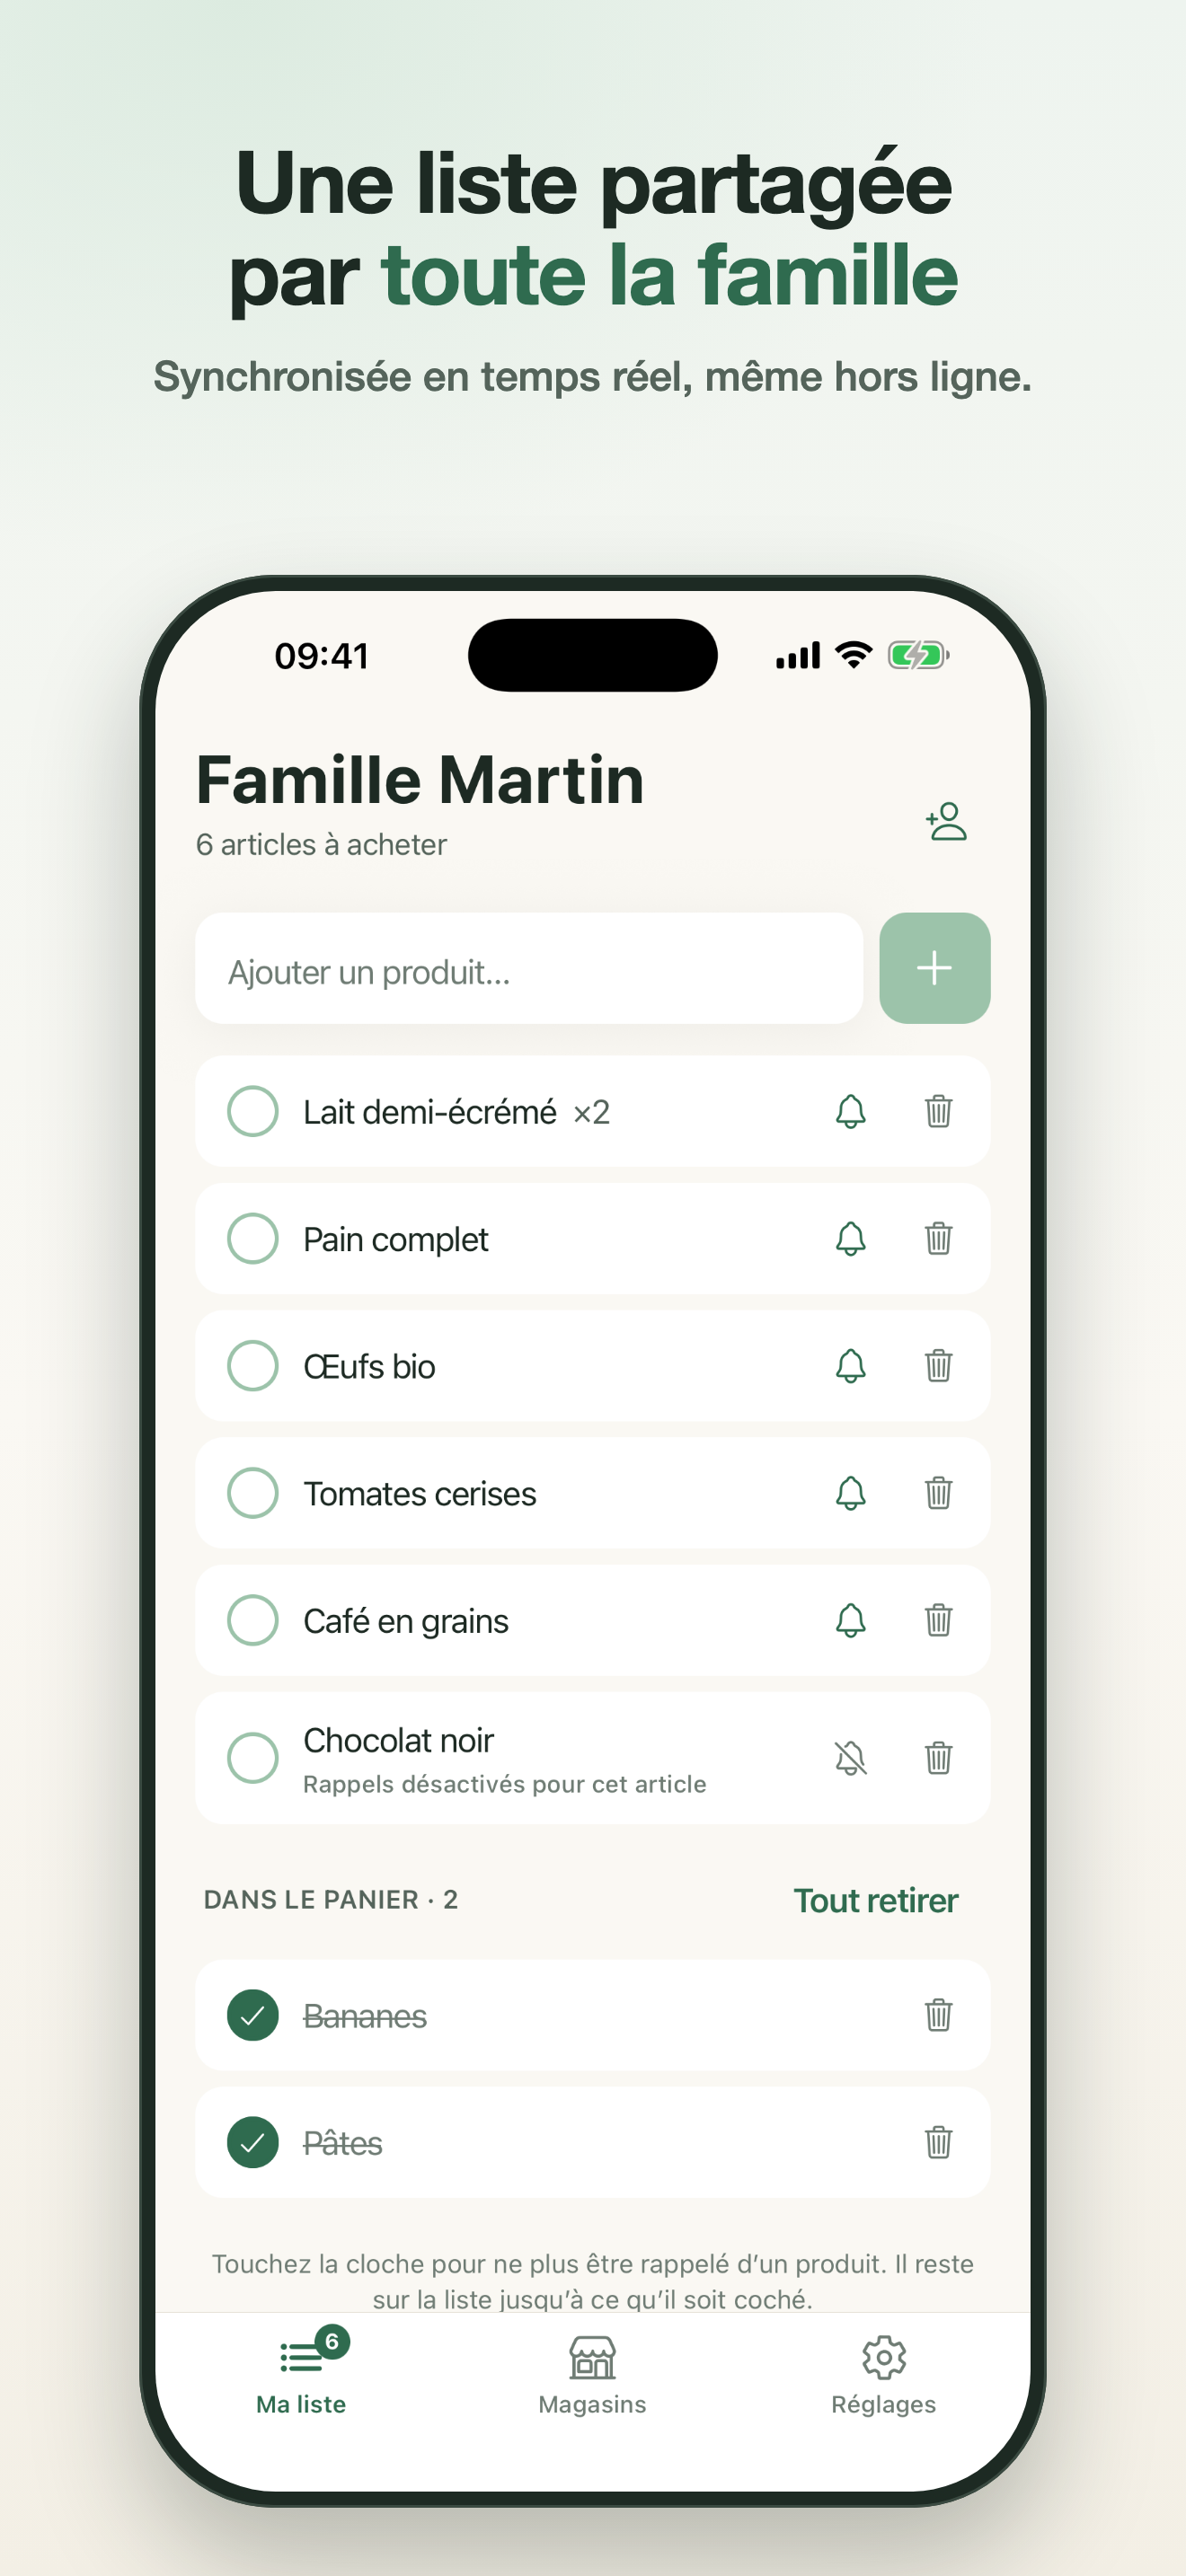 Une liste partagée
par toute la famille
Synchronisée en temps réel, même hors ligne.
09:41
Famille Martin
6 articles à acheter
Ajouter un produit...
Lait demi-écrémé ×2
Pain complet
Œufs bio
Tomates cerises
Café en grains
Chocolat noir
Rappels désactivés pour cet article
DANS LE PANIER · 2
Tout retirer
Bananes
Pâtes
Touchez la cloche pour ne plus être rappelé d’un produit. Il reste
sur la liste jusqu’à ce qu’il soit coché.
6
Ma liste
Magasins
Réglages